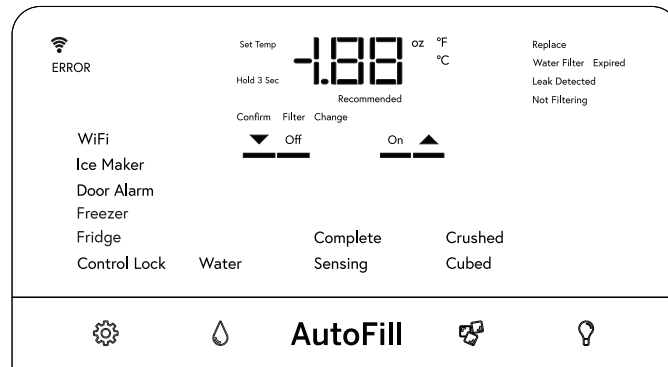 Set Temp -1.88 oz °F Replace
ERROR °C Water Filter Expired
Hold 3 Sec Leak Detected
Recommended Not Filtering
Confirm Filter Change
WiFi Off On
Ice Maker
Door Alarm
Freezer
Fridge Complete Crushed
Control Lock Water Sensing Cubed
AutoFill